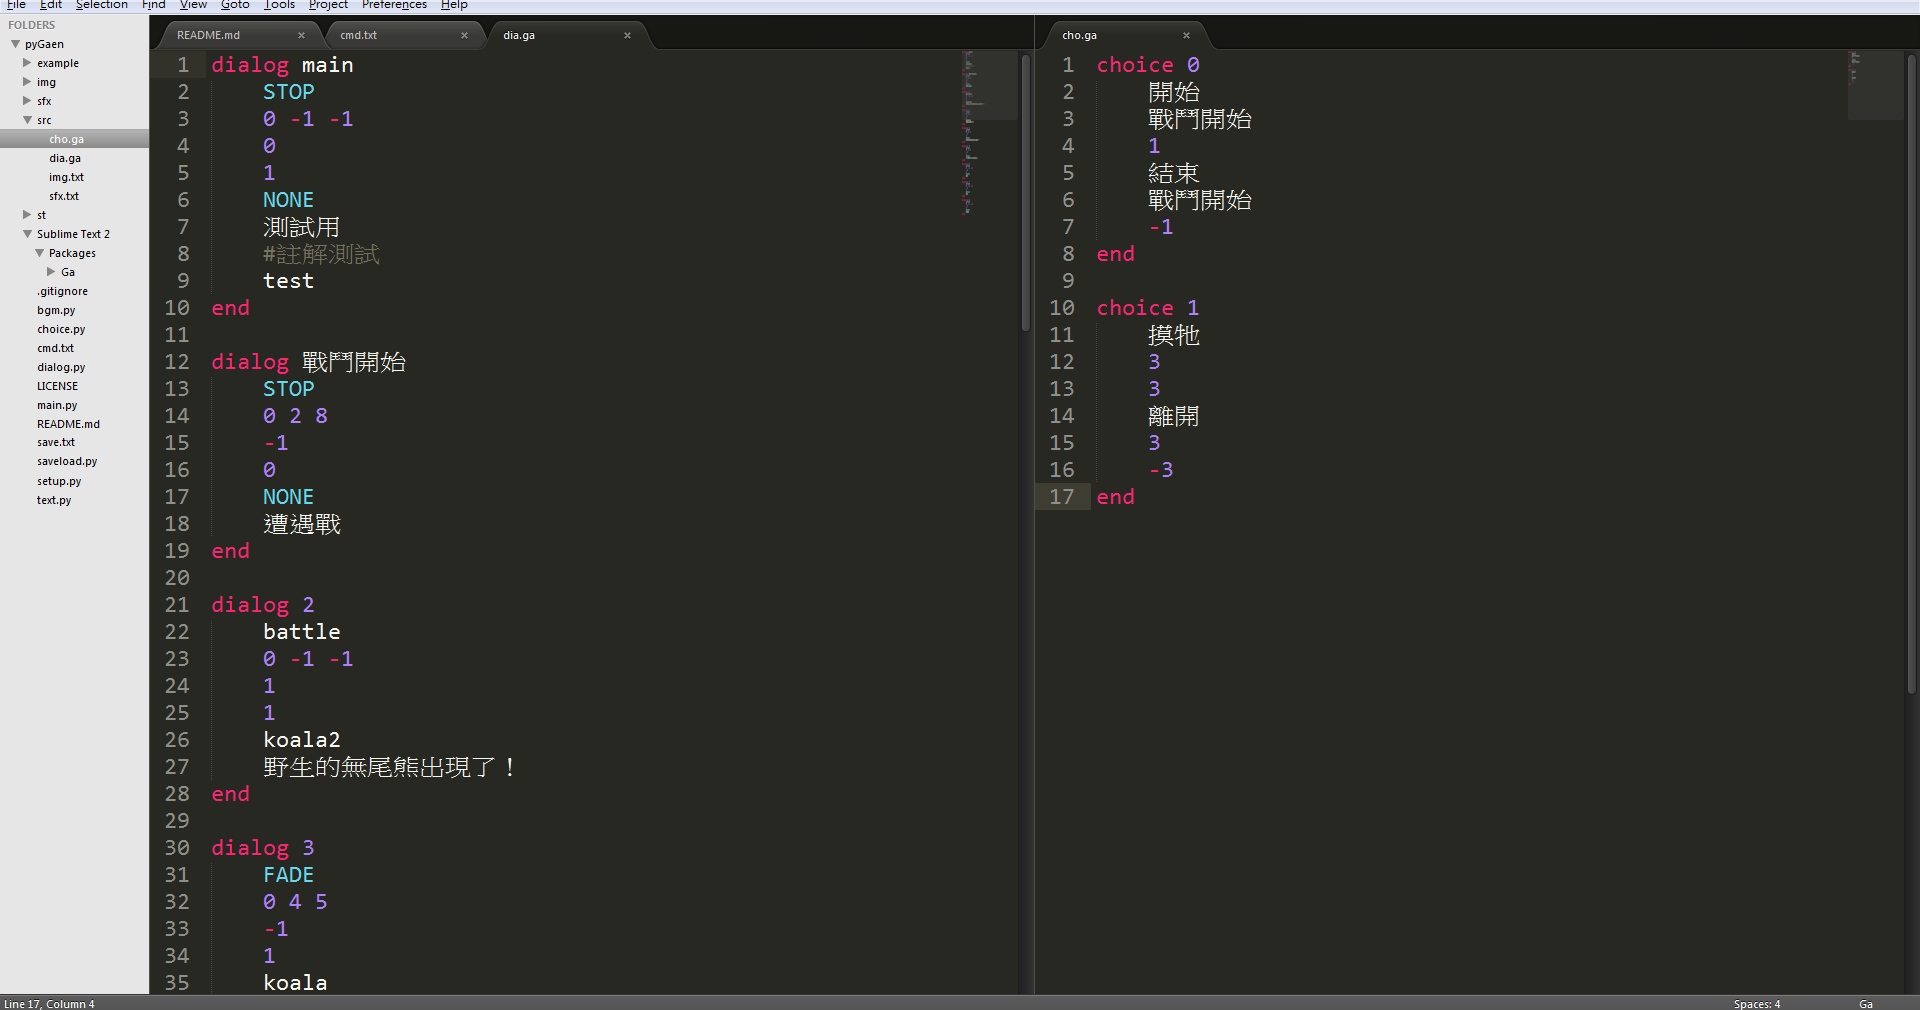 File Edit Selection Find View Goto Tools Project Preferences Help
FOLDERS
pyGaen
example
img
sfx
src
cho.ga
dia.ga
img.txt
sfx.txt
st
Sublime Text 2
Packages
Ga
.gitignore
bgm.py
choice.py
cmd.txt
dialog.py
LICENSE
main.py
README.md
save.txt
saveload.py
setup.py
text.py
README.md × cmd.txt × dia.ga ×
1 dialog main
2 STOP
3 0 -1 -1
4 0
5 1
6 NONE
7 測試用
8 #註解測試
9 test
10 end
11
12 dialog 戰鬥開始
13 STOP
14 0 2 8
15 -1
16 0
17 NONE
18 遭遇戰
19 end
20
21 dialog 2
22 battle
23 0 -1 -1
24 1
25 1
26 koala2
27 野生的無尾熊出現了！
28 end
29
30 dialog 3
31 FADE
32 0 4 5
33 -1
34 1
35 koala
cho.ga ×
1 choice 0
2 開始
3 戰鬥開始
4 1
5 結束
6 戰鬥開始
7 -1
8 end
9
10 choice 1
11 摸牠
12 3
13 3
14 離開
15 3
16 -3
17 end
Line 17, Column 4 Spaces: 4 Ga